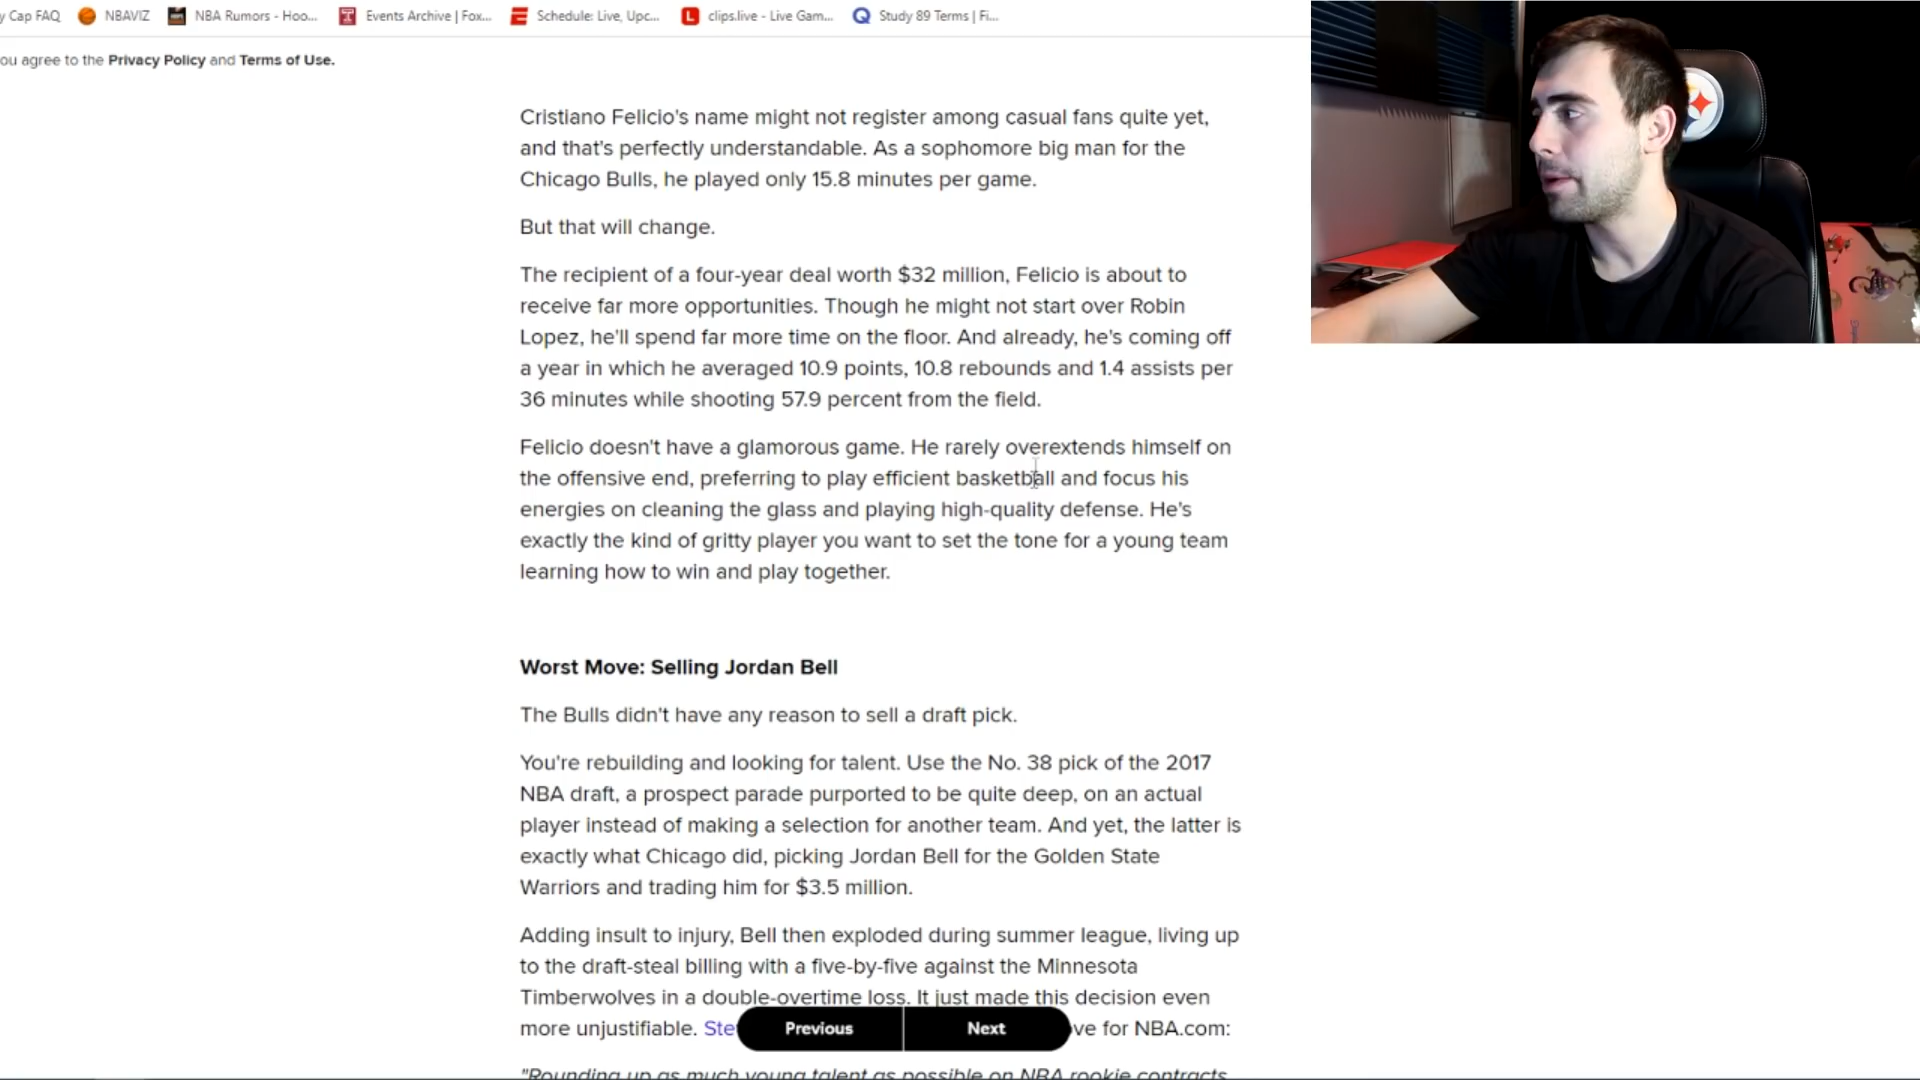 y Cap FAQ NBAVIZ NBA Rumors - Hoo... Events Archive | Fox... Schedule: Live, Upc... clips.live - Live Gam... Study 89 Terms | Fi...
ou agree to the Privacy Policy and Terms of Use.
Cristiano Felicio's name might not register among casual fans quite yet,
and that's perfectly understandable. As a sophomore big man for the
Chicago Bulls, he played only 15.8 minutes per game.
But that will change.
The recipient of a four-year deal worth $32 million, Felicio is about to
receive far more opportunities. Though he might not start over Robin
Lopez, he'll spend far more time on the floor. And already, he's coming off
a year in which he averaged 10.9 points, 10.8 rebounds and 1.4 assists per
36 minutes while shooting 57.9 percent from the field.
Felicio doesn't have a glamorous game. He rarely overextends himself on
the offensive end, preferring to play efficient basketball and focus his
energies on cleaning the glass and playing high-quality defense. He's
exactly the kind of gritty player you want to set the tone for a young team
learning how to win and play together.
Worst Move: Selling Jordan Bell
The Bulls didn't have any reason to sell a draft pick.
You're rebuilding and looking for talent. Use the No. 38 pick of the 2017
NBA draft, a prospect parade purported to be quite deep, on an actual
player instead of making a selection for another team. And yet, the latter is
exactly what Chicago did, picking Jordan Bell for the Golden State
Warriors and trading him for $3.5 million.
Adding insult to injury, Bell then exploded during summer league, living up
to the draft-steal billing with a five-by-five against the Minnesota
Timberwolves in a double-overtime loss. It just made this decision even
more unjustifiable. Ste Previous Next ve for NBA.com:
"Rounding up as much young talent as possible on NBA rookie contracts